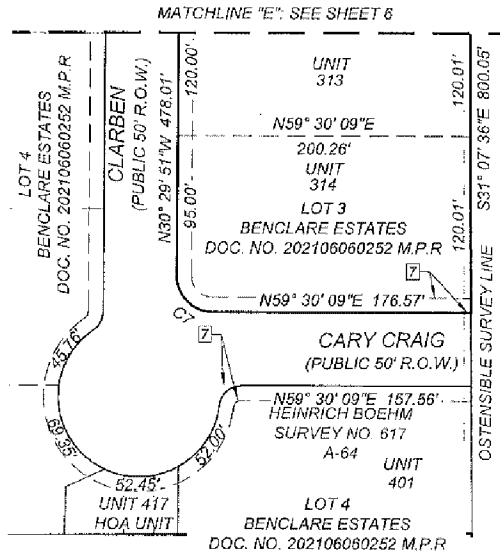 MATCHLINE "E": SEE SHEET 6
UNIT
313
120.00'
120.01'
S31° 07' 36"E 800.05'
LOT 4
BENCLARE ESTATES
DOC. NO. 202106060252 M.P.R
CLARBEN
(PUBLIC 50' R.O.W.)
N30° 29' 51"W 478.01'
N59° 30' 09"E
200.26'
UNIT
314
95.00'
120.01'
LOT 3
BENCLARE ESTATES
DOC. NO. 202106060252 M.P.R
7
N59° 30' 09"E 176.57'
C7
7
CARY CRAIG
(PUBLIC 50' R.O.W.)
OSTENSIBLE SURVEY LINE
45.76'
69.35'
52.45'
52.00'
N59° 30' 09"E 157.56'
HEINRICH BOEHM
SURVEY NO. 617
A-64
UNIT
401
UNIT 417
HOA UNIT
LOT 4
BENCLARE ESTATES
DOC. NO. 202106060252 M.P.R